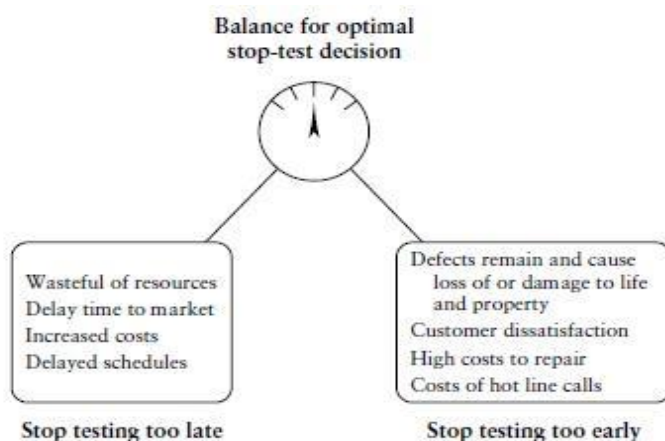 Balance for optimal
stop-test decision
Wasteful of resources
Delay time to market
Increased costs
Delayed schedules
Stop testing too late
Defects remain and cause
loss of or damage to life
and property
Customer dissatisfaction
High costs to repair
Costs of hot line calls
Stop testing too early